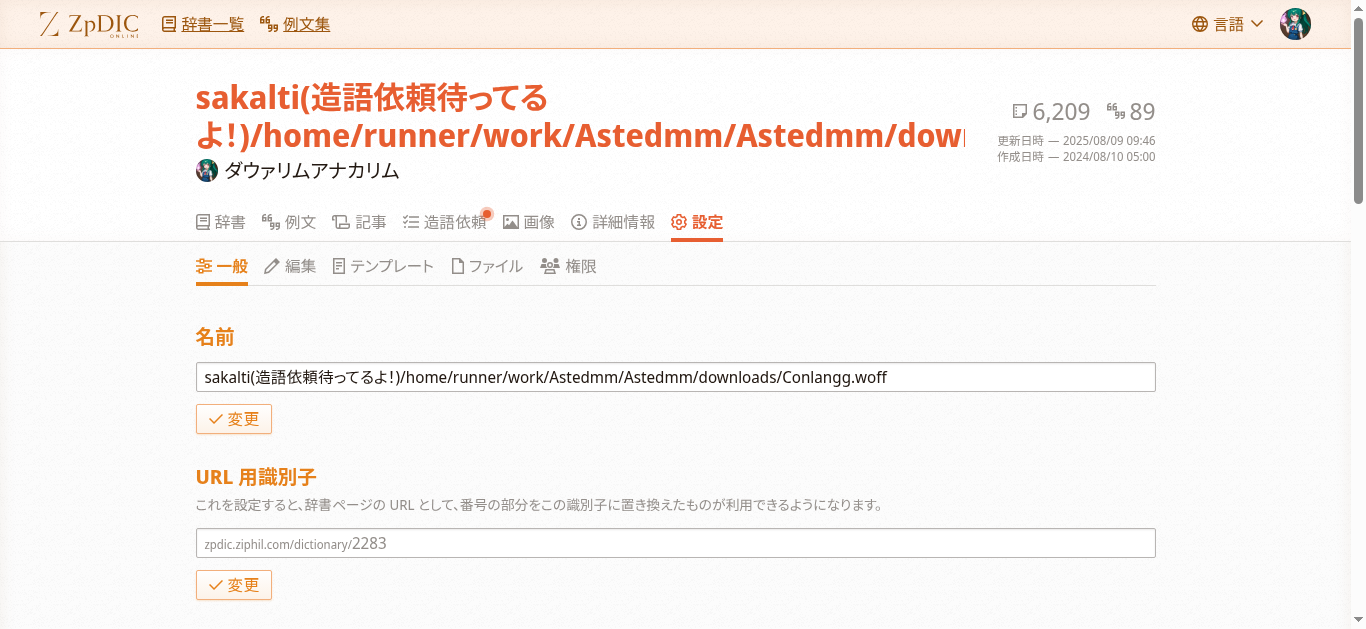 ZpDIC ONLINE 辞書一覧 例文集 言語
sakalti(造語依頼待ってる
よ!)/home/runner/work/Astedmm/Astedmm/dow
6,209 89
更新日時 — 2025/08/09 09:46
作成日時 — 2024/08/10 05:00
ダウァリムアナカリム
辞書 例文 記事 造語依頼 画像 詳細情報 設定
一般 編集 テンプレート ファイル 権限
名前
sakalti(造語依頼待ってるよ!)/home/runner/work/Astedmm/Astedmm/downloads/Conlangg.woff
変更
URL 用識別子
これを設定すると、辞書ページの URL として、番号の部分をこの識別子に置き換えたものが利用できるようになります。
zpdic.ziphil.com/dictionary/2283
変更